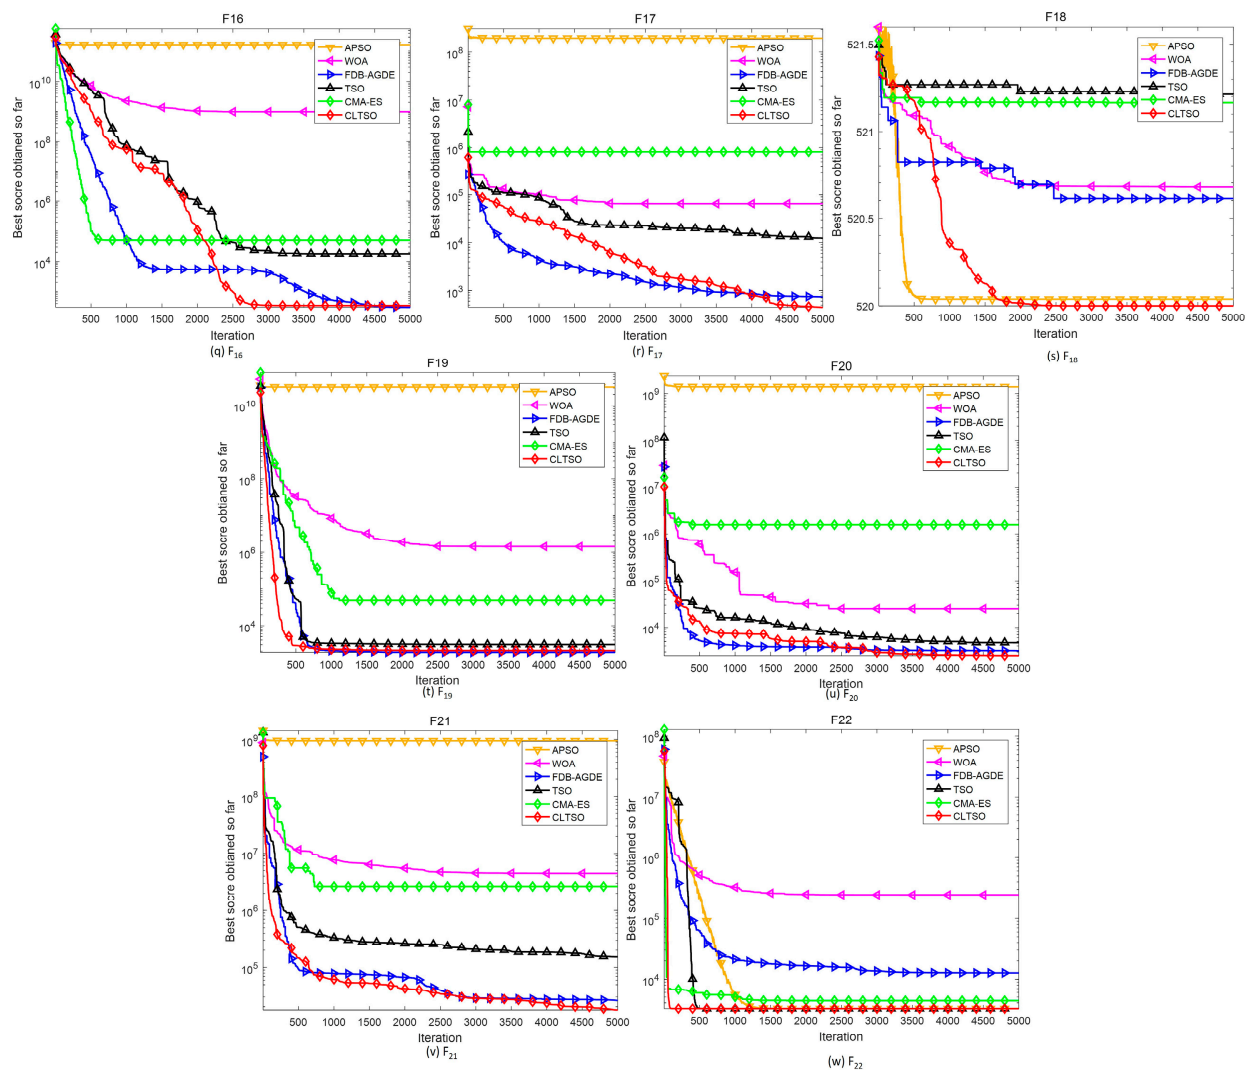 F16
Best socre obtianed so far
10^10
10^8
10^6
10^4
APSO
WOA
FDB-AGDE
TSO
CMA-ES
CLTSO
500 1000 1500 2000 2500 3000 3500 4000 4500 5000
Iteration
(q) F16
F17
Best socre obtianed so far
10^8
10^7
10^6
10^5
10^4
10^3
APSO
WOA
FDB-AGDE
TSO
CMA-ES
CLTSO
500 1000 1500 2000 2500 3000 3500 4000 4500 5000
Iteration
(r) F17
F18
Best socre obtianed so far
521.5
521
520.5
520
APSO
WOA
FDB-AGDE
TSO
CMA-ES
CLTSO
500 1000 1500 2000 2500 3000 3500 4000 4500 5000
Iteration
(s) F18
F19
Best socre obtianed so far
10^10
10^8
10^6
10^4
APSO
WOA
FDB-AGDE
TSO
CMA-ES
CLTSO
500 1000 1500 2000 2500 3000 3500 4000 4500 5000
Iteration
(t) F19
F20
Best socre obtianed so far
10^9
10^8
10^7
10^6
10^5
10^4
APSO
WOA
FDB-AGDE
TSO
CMA-ES
CLTSO
500 1000 1500 2000 2500 3000 3500 4000 4500 5000
Iteration
(u) F20
F21
Best socre obtianed so far
10^9
10^8
10^7
10^6
10^5
APSO
WOA
FDB-AGDE
TSO
CMA-ES
CLTSO
500 1000 1500 2000 2500 3000 3500 4000 4500 5000
Iteration
(v) F21
F22
Best socre obtianed so far
10^8
10^7
10^6
10^5
10^4
APSO
WOA
FDB-AGDE
TSO
CMA-ES
CLTSO
500 1000 1500 2000 2500 3000 3500 4000 4500 5000
Iteration
(w) F22